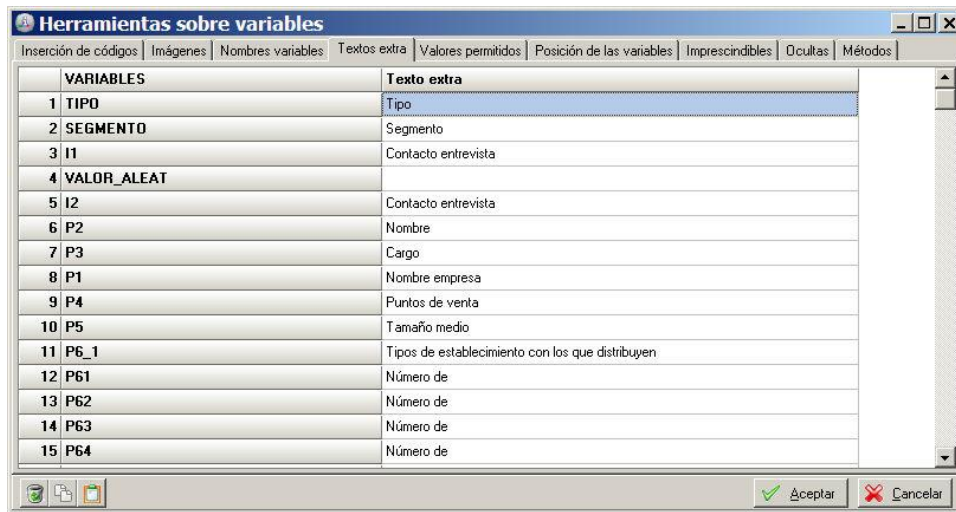 Herramientas sobre variables
Inserción de códigos Imágenes Nombres variables Textos extra Valores permitidos Posición de las variables Imprescindibles Ocultas Métodos
VARIABLES Texto extra
1 TIPO Tipo
2 SEGMENTO Segmento
3 I1 Contacto entrevista
4 VALOR_ALEAT
5 I2 Contacto entrevista
6 P2 Nombre
7 P3 Cargo
8 P1 Nombre empresa
9 P4 Puntos de venta
10 P5 Tamaño medio
11 P6_1 Tipos de establecimiento con los que distribuyen
12 P61 Número de
13 P62 Número de
14 P63 Número de
15 P64 Número de
Aceptar Cancelar